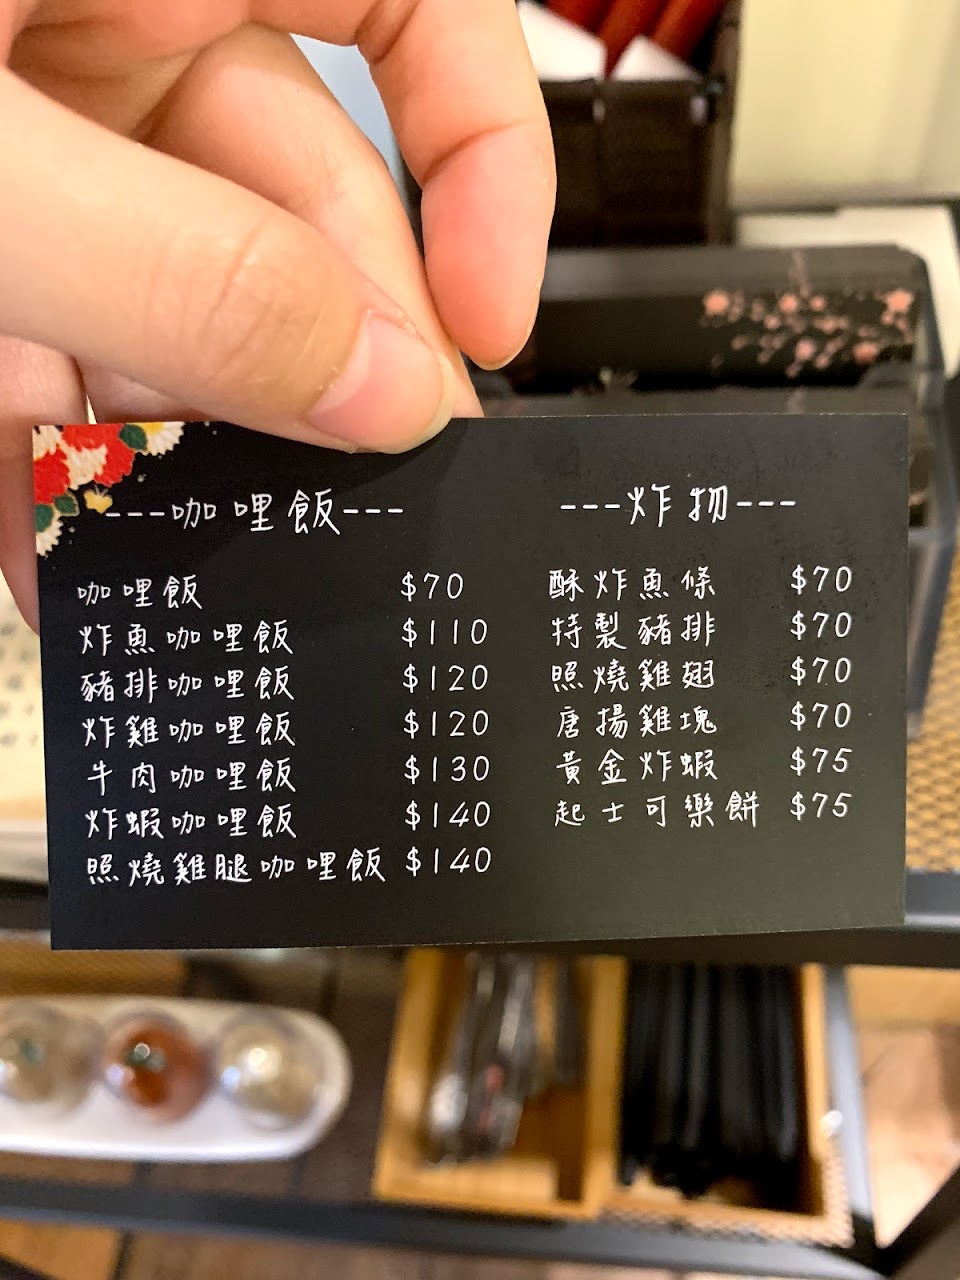 ---咖哩飯---
咖哩飯 $70
炸魚咖哩飯 $110
豬排咖哩飯 $120
炸雞咖哩飯 $120
牛肉咖哩飯 $130
炸蝦咖哩飯 $140
照燒雞腿咖哩飯 $140
---炸物---
酥炸魚條 $70
特製豬排 $70
照燒雞翅 $70
唐揚雞塊 $70
黃金炸蝦 $75
起士可樂餅 $75